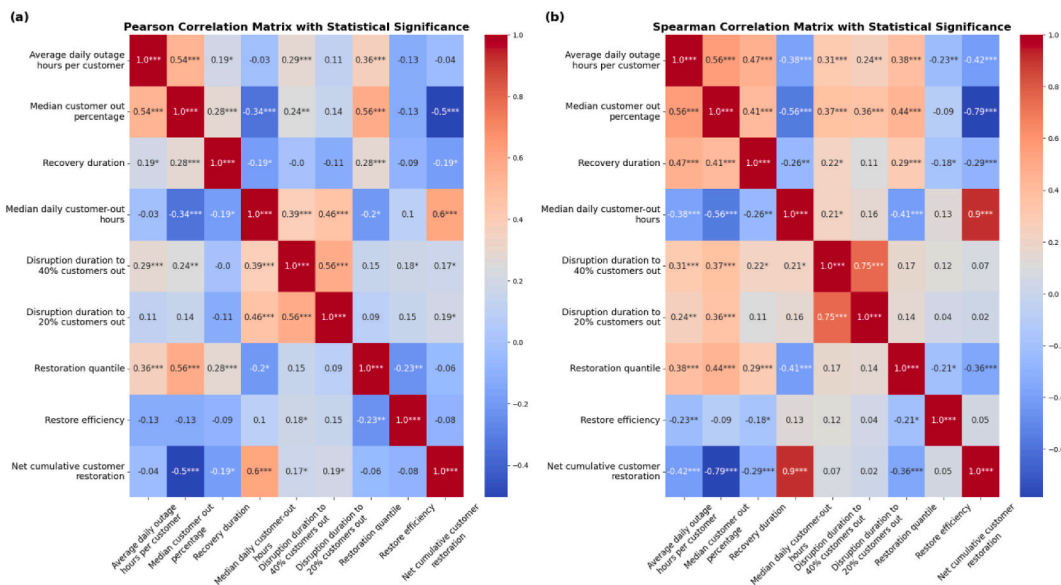 (a)
Pearson Correlation Matrix with Statistical Significance
Average daily outage
hours per customer
1.0*** 0.54*** 0.19* -0.03 0.29*** 0.11 0.36*** -0.13 -0.04
Median customer out
percentage
0.54*** 1.0*** 0.28*** -0.34*** 0.24** 0.14 0.56*** -0.13 -0.5***
Recovery duration
0.19* 0.28*** 1.0*** -0.19* -0.0 -0.11 0.28*** -0.09 -0.19*
Median daily customer-out
hours
-0.03 -0.34*** -0.19* 1.0*** 0.39*** 0.46*** -0.2* 0.1 0.6***
Disruption duration to
40% customers out
0.29*** 0.24** -0.0 0.39*** 1.0*** 0.56*** 0.15 0.18* 0.17*
Disruption duration to
20% customers out
0.11 0.14 -0.11 0.46*** 0.56*** 1.0*** 0.09 0.15 0.19*
Restoration quantile
0.36*** 0.56*** 0.28*** -0.2* 0.15 0.09 1.0*** -0.23** -0.06
Restore efficiency
-0.13 -0.13 -0.09 0.1 0.18* 0.15 -0.23** 1.0*** -0.08
Net cumulative customer
restoration
-0.04 -0.5*** -0.19* 0.6*** 0.17* 0.19* -0.06 -0.08 1.0***
Average daily outage
hours per customer
Median customer out
percentage
Recovery duration
Median daily customer-out
hours
Disruption duration to
40% customers out
Disruption duration to
20% customers out
Restoration quantile
Restore efficiency
Net cumulative customer
restoration
1.0
0.8
0.6
0.4
0.2
0.0
−0.2
−0.4
(b)
Spearman Correlation Matrix with Statistical Significance
Average daily outage
hours per customer
1.0*** 0.56*** 0.47*** -0.38*** 0.31*** 0.24** 0.38*** -0.23** -0.42***
Median customer out
percentage
0.56*** 1.0*** 0.41*** -0.56*** 0.37*** 0.36*** 0.44*** -0.09 -0.79***
Recovery duration
0.47*** 0.41*** 1.0*** -0.26** 0.22* 0.11 0.29*** -0.18* -0.29***
Median daily customer-out
hours
-0.38*** -0.56*** -0.26** 1.0*** 0.21* 0.16 -0.41*** 0.13 0.9***
Disruption duration to
40% customers out
0.31*** 0.37*** 0.22* 0.21* 1.0*** 0.75*** 0.17 0.12 0.07
Disruption duration to
20% customers out
0.24** 0.36*** 0.11 0.16 0.75*** 1.0*** 0.14 0.04 0.02
Restoration quantile
0.38*** 0.44*** 0.29*** -0.41*** 0.17 0.14 1.0*** -0.21* -0.36***
Restore efficiency
-0.23** -0.09 -0.18* 0.13 0.12 0.04 -0.21* 1.0*** 0.05
Net cumulative customer
restoration
-0.42*** -0.79*** -0.29*** 0.9*** 0.07 0.02 -0.36*** 0.05 1.0***
Average daily outage
hours per customer
Median customer out
percentage
Recovery duration
Median daily customer-out
hours
Disruption duration to
40% customers out
Disruption duration to
20% customers out
Restoration quantile
Restore efficiency
Net cumulative customer
restoration
1.0
0.8
0.6
0.4
0.2
0.0
−0.2
−0.4
−0.6